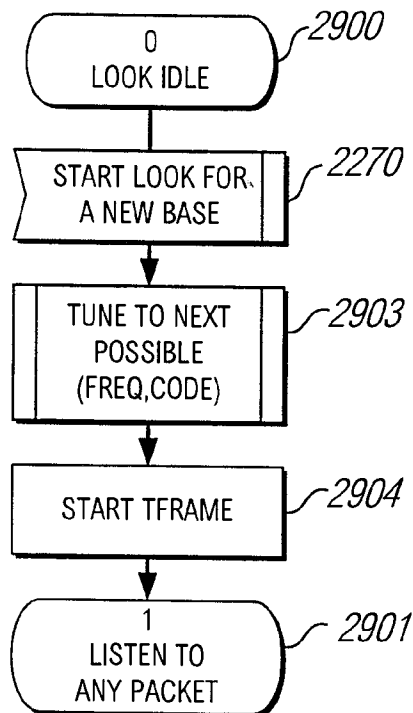 0
2900
LOOK IDLE
START LOOK FOR
2270
A NEW BASE
TUNE TO NEXT
2903
POSSIBLE
(FREQ,CODE)
START TFRAME
2904
1
2901
LISTEN TO
ANY PACKET